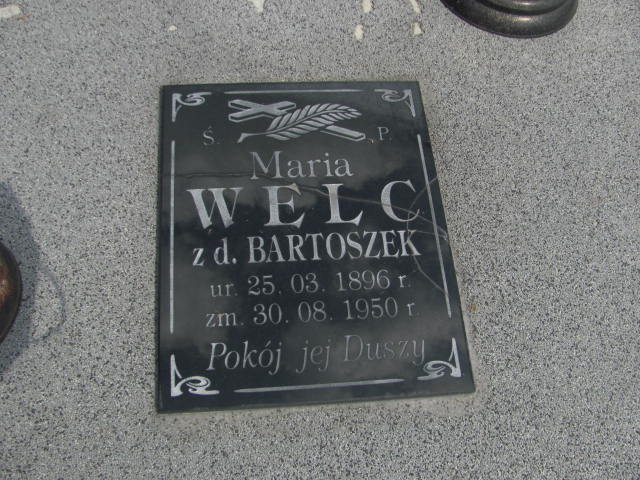 Ś. P.
Maria
WELC
z d. BARTOSZEK
ur. 25. 03. 1896 r.
zm. 30. 08. 1950 r.
Pokój jej Duszy